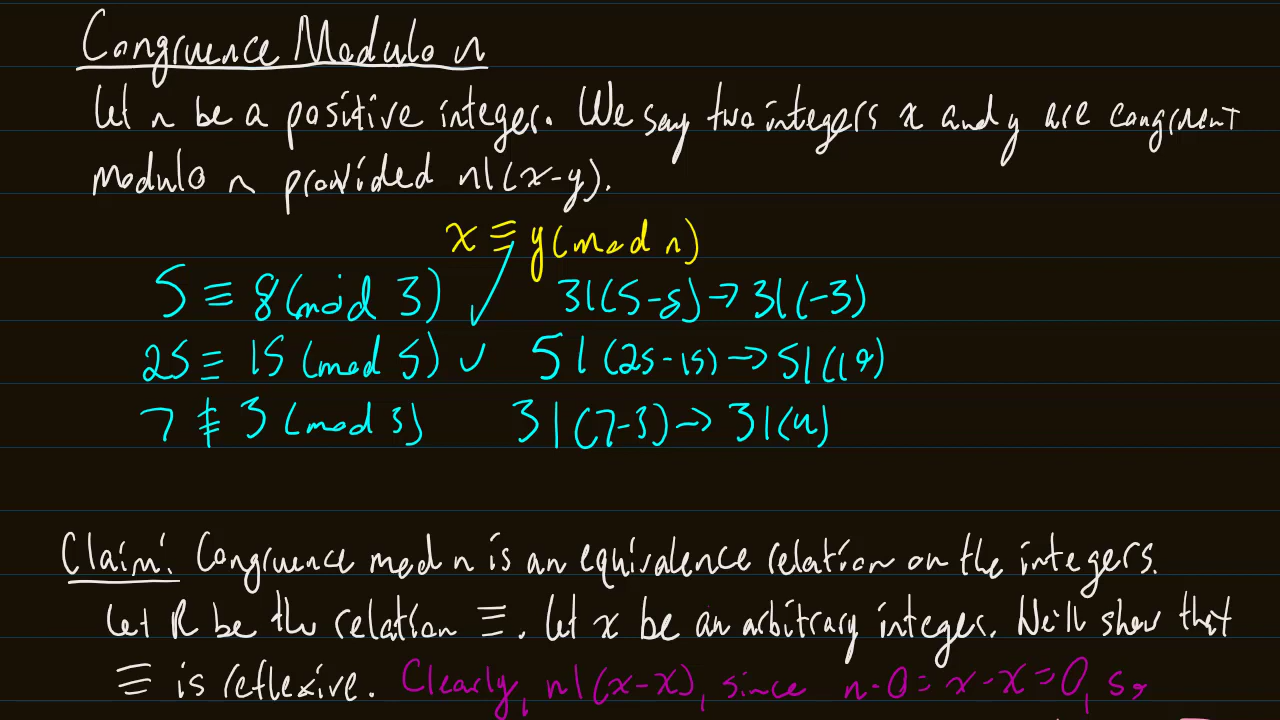 Congruence Modulo n
Let n be a positive integer. We say two integers x and y are congruent
modulo n provided n|(x-y).
x ≡ y (mod n)
5 ≡ 8 (mod 3) ✓ 3|(5-8) → 3|(-3)
25 ≡ 15 (mod 5) ✓ 5|(25-15) → 5|(10)
7 ≢ 3 (mod 3) 3|(7-3) → 3|(4)
Claim: Congruence mod n is an equivalence relation on the integers.
Let R be the relation ≡. Let x be an arbitrary integer. We'll show that
≡ is reflexive. Clearly, n|(x-x), since n·0=x-x=0, so